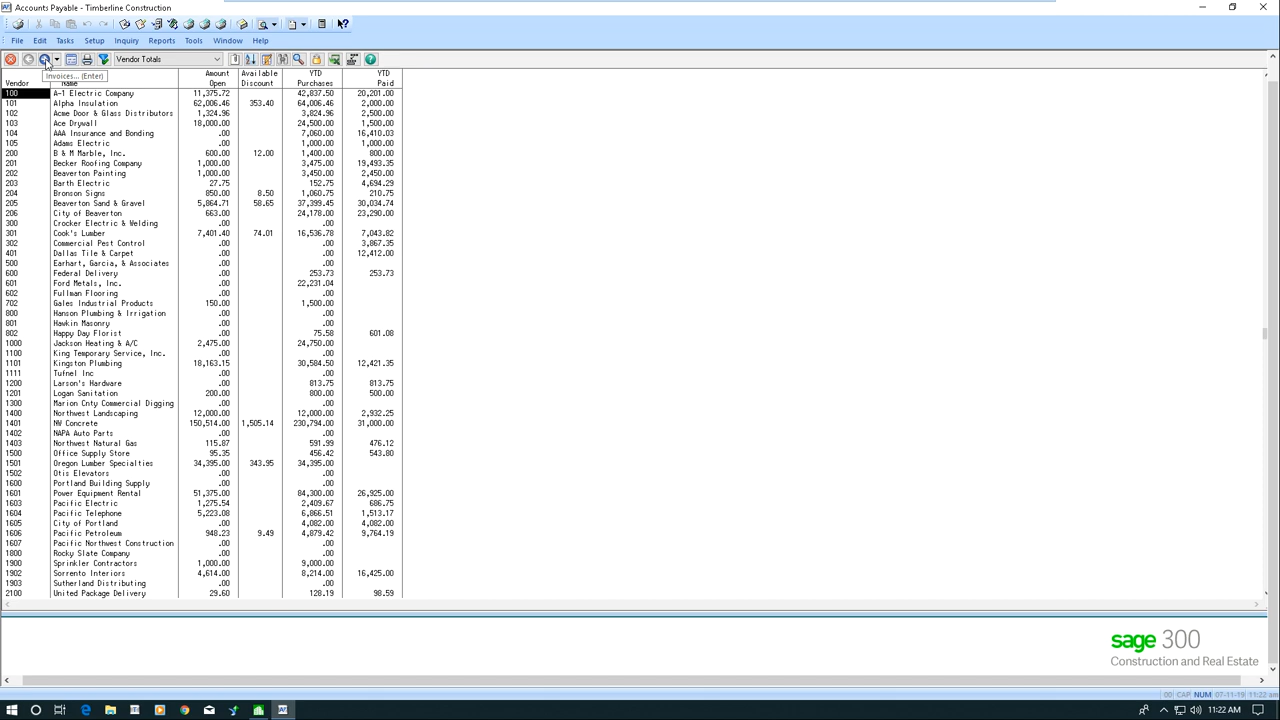 Accounts Payable - Timberline Construction
File Edit Tasks Setup Inquiry Reports Tools Window Help
Vendor Totals
Invoices... (Enter)
Amount Available YTD YTD
Vendor Name Open Discount Purchases Paid
100 A-1 Electric Company 11,375.72 42,837.50 20,201.00
101 Alpha Insulation 62,006.46 353.40 64,006.46 2,000.00
102 Acme Door & Glass Distributors 1,324.96 3,824.96 2,500.00
103 Ace Drywall 18,000.00 24,500.00 1,500.00
104 AAA Insurance and Bonding .00 7,060.00 16,410.03
105 Adams Electric .00 1,000.00 1,000.00
200 B & M Marble, Inc. 600.00 12.00 1,400.00 800.00
201 Becker Roofing Company 1,000.00 3,475.00 19,493.35
202 Beaverton Painting 1,000.00 3,450.00 2,450.00
203 Barth Electric 27.75 152.75 4,694.29
204 Bronson Signs 850.00 8.50 1,060.75 210.75
205 Beaverton Sand & Gravel 5,864.71 58.65 37,399.45 30,034.74
206 City of Beaverton 663.00 24,178.00 23,290.00
300 Crocker Electric & Welding .00 .00
301 Cook's Lumber 7,401.40 74.01 16,536.78 7,043.82
302 Commercial Pest Control .00 .00 3,867.35
401 Dallas Tile & Carpet .00 .00 12,412.00
500 Earhart, Garcia, & Associates .00 .00
600 Federal Delivery .00 253.73 253.73
601 Ford Metals, Inc. .00 22,231.04
602 Fullman Flooring .00 .00
702 Gales Industrial Products 150.00 1,500.00
800 Hanson Plumbing & Irrigation .00 .00
801 Hawkin Masonry .00 .00
802 Happy Day Florist .00 75.58 601.08
1000 Jackson Heating & A/C 2,475.00 24,750.00
1100 King Temporary Service, Inc. .00 .00
1101 Kingston Plumbing 18,163.15 30,584.50 12,421.35
1111 Tufnel Inc .00 .00
1200 Larson's Hardware .00 813.75 813.75
1201 Logan Sanitation 200.00 800.00 500.00
1300 Marion Cnty Commercial Digging .00 .00
1400 Northwest Landscaping 12,000.00 12,000.00 2,932.25
1401 NW Concrete 150,514.00 1,505.14 230,794.00 31,000.00
1402 NAPA Auto Parts .00 .00
1403 Northwest Natural Gas 115.87 591.99 476.12
1500 Office Supply Store 95.35 456.42 543.80
1501 Oregon Lumber Specialties 34,395.00 343.95 34,395.00
1502 Otis Elevators .00 .00
1600 Portland Building Supply .00 .00
1601 Power Equipment Rental 51,375.00 84,300.00 26,925.00
1603 Pacific Electric 1,275.54 2,409.67 686.75
1604 Pacific Telephone 5,223.08 6,866.51 1,513.17
1605 City of Portland .00 4,082.00 4,082.00
1606 Pacific Petroleum 948.23 9.49 4,879.42 9,764.19
1607 Pacific Northwest Construction .00 .00
1800 Rocky Slate Company .00 .00
1900 Sprinkler Contractors 1,000.00 9,000.00
1902 Sorrento Interiors 4,614.00 8,214.00 16,425.00
1903 Sutherland Distributing .00 .00
2100 United Package Delivery 29.60 128.19 98.59
sage 300
Construction and Real Estate
00 CAP NUM 07-11-19 11:22 am
11:22 AM